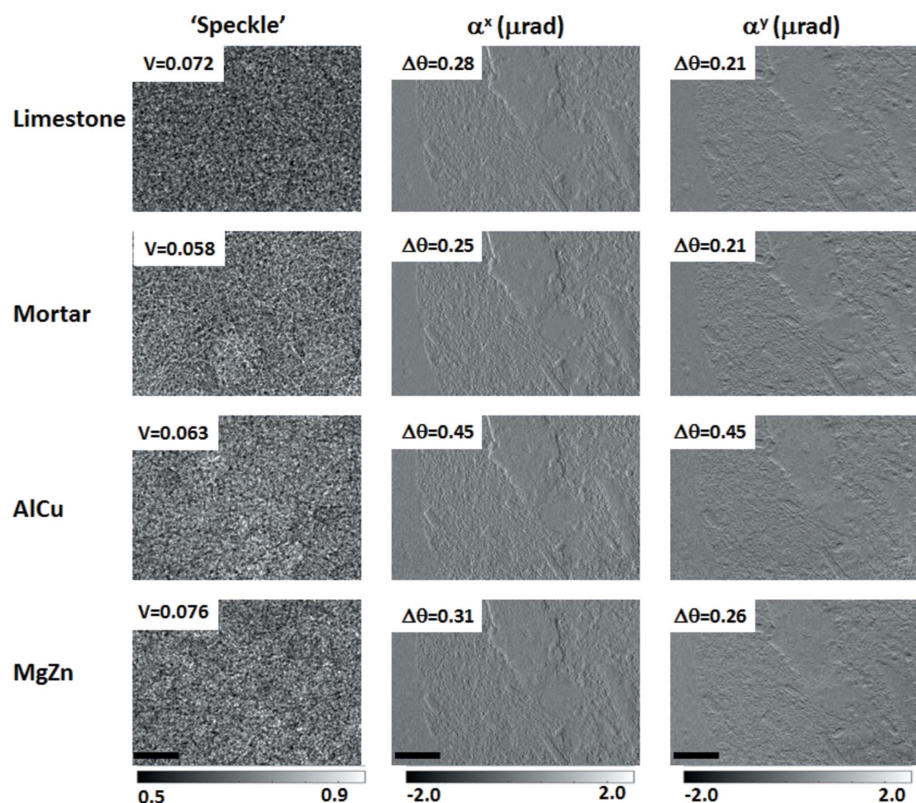 ‘Speckle’ αˣ (μrad) αʸ (μrad)
Limestone V=0.072 Δθ=0.28 Δθ=0.21
Mortar V=0.058 Δθ=0.25 Δθ=0.21
AlCu V=0.063 Δθ=0.45 Δθ=0.45
MgZn V=0.076 Δθ=0.31 Δθ=0.26
0.5 0.9 -2.0 2.0 -2.0 2.0